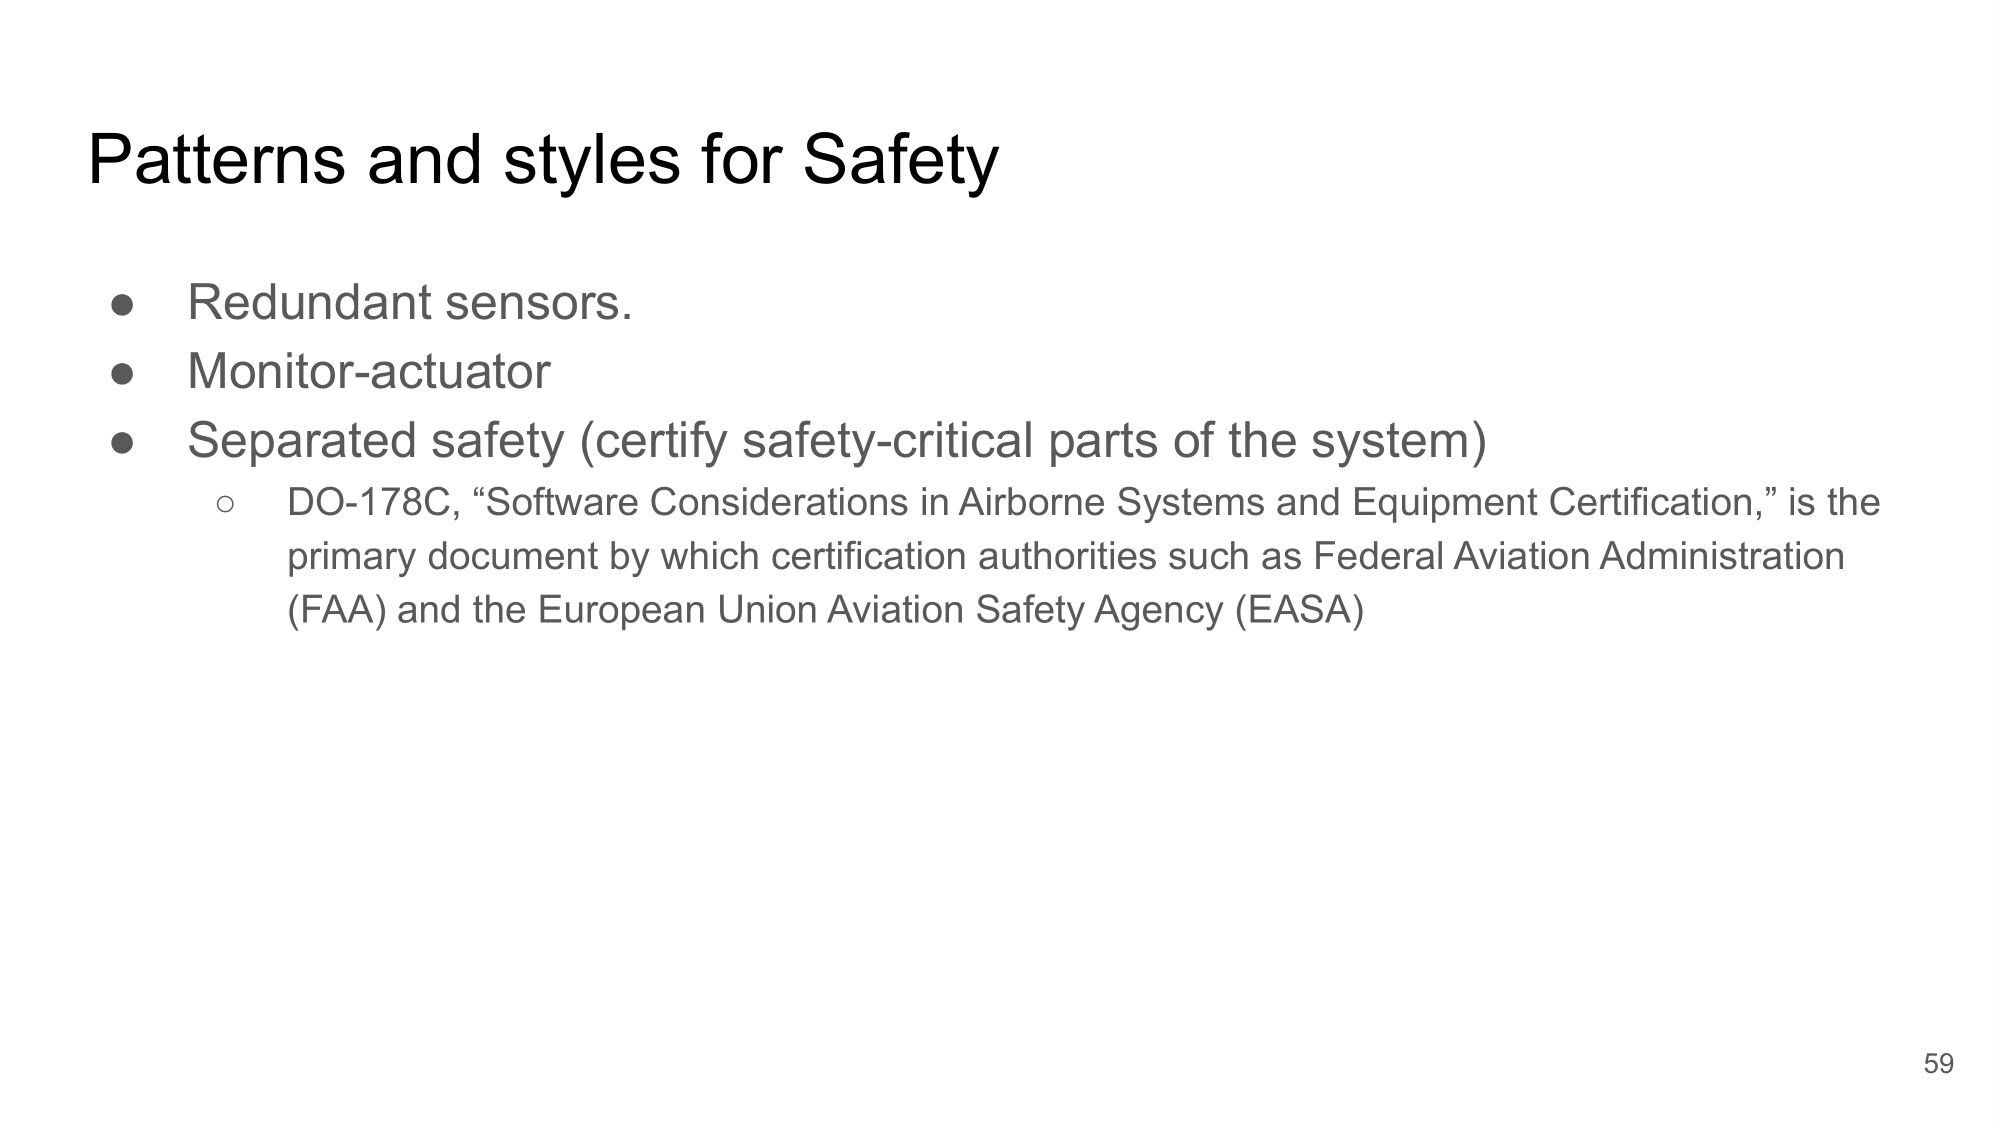 Patterns and styles for Safety
● Redundant sensors.
● Monitor-actuator
● Separated safety (certify safety-critical parts of the system)
○ DO-178C, “Software Considerations in Airborne Systems and Equipment Certification,” is the
primary document by which certification authorities such as Federal Aviation Administration
(FAA) and the European Union Aviation Safety Agency (EASA)
59